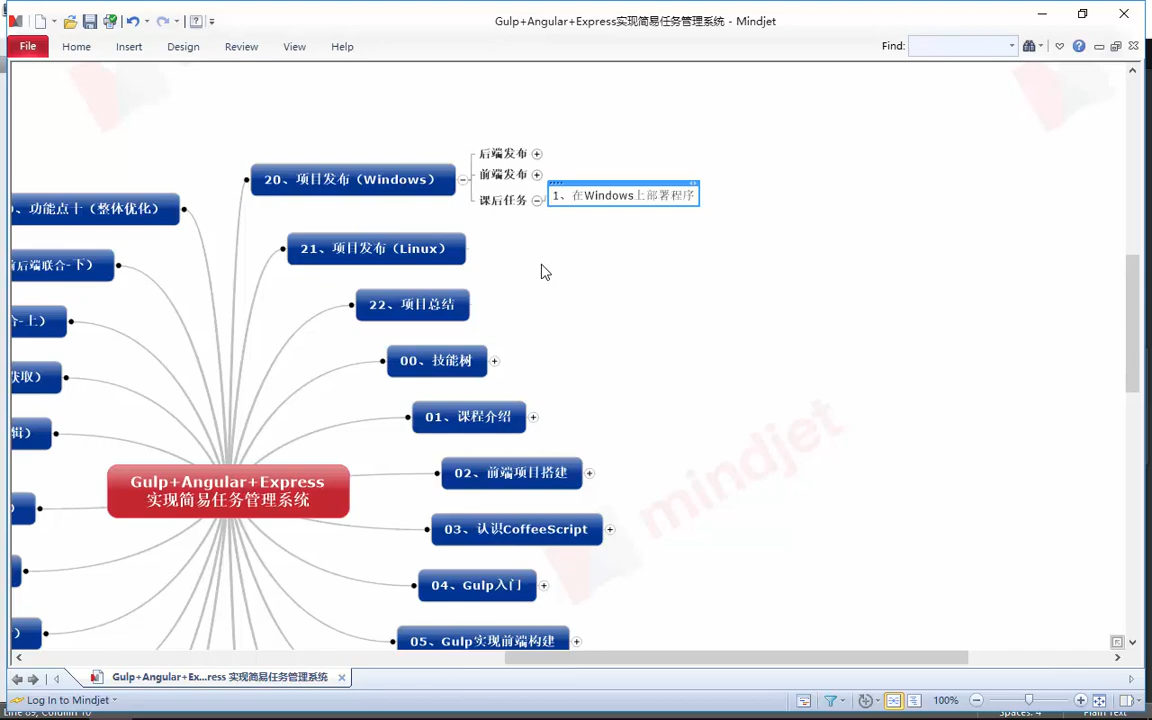 Gulp+Angular+Express实现简易任务管理系统 - Mindjet
File Home Insert Design Review View Help Find:
后端发布
20、项目发布（Windows） 前端发布
课后任务 1、在Windows上部署程序
功能点十（整体优化）
21、项目发布（Linux）
前后端联合-下）
22、项目总结
合-上）
00、技能树
获取）
01、课程介绍
辑）
mindjet
02、前端项目搭建
Gulp+Angular+Express
实现简易任务管理系统
）
03、认识CoffeeScript
04、Gulp入门
）
05、Gulp实现前端构建
Gulp+Angular+Ex...ress 实现简易任务管理系统
Log In to Mindjet 100%